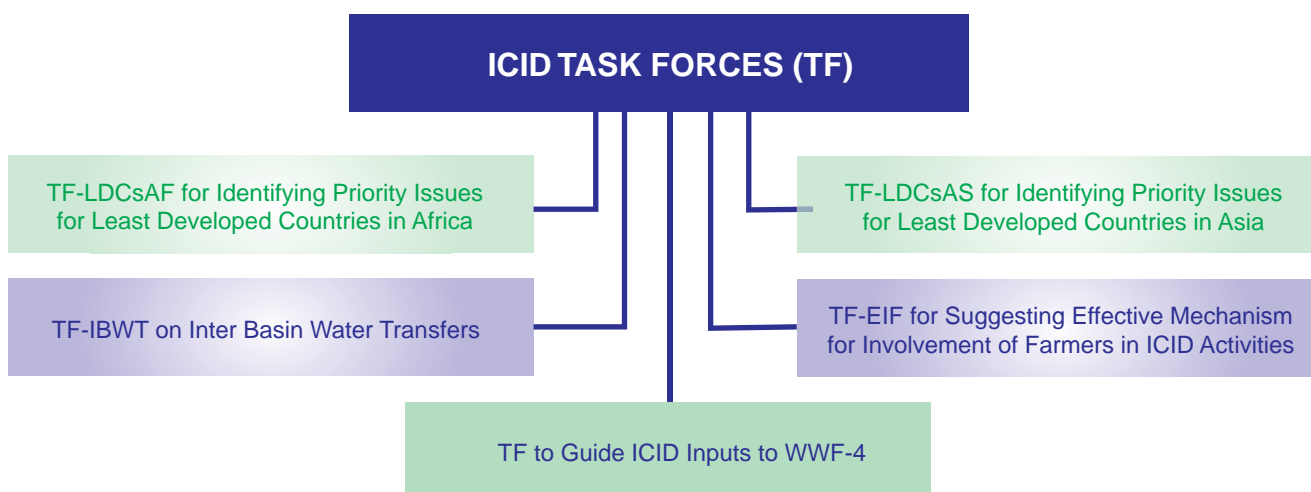 ICID TASK FORCES (TF)
TF-LDCsAF for Identifying Priority Issues
for Least Developed Countries in Africa
TF-LDCsAS for Identifying Priority Issues
for Least Developed Countries in Asia
TF-IBWT on Inter Basin Water Transfers
TF-EIF for Suggesting Effective Mechanism
for Involvement of Farmers in ICID Activities
TF to Guide ICID Inputs to WWF-4